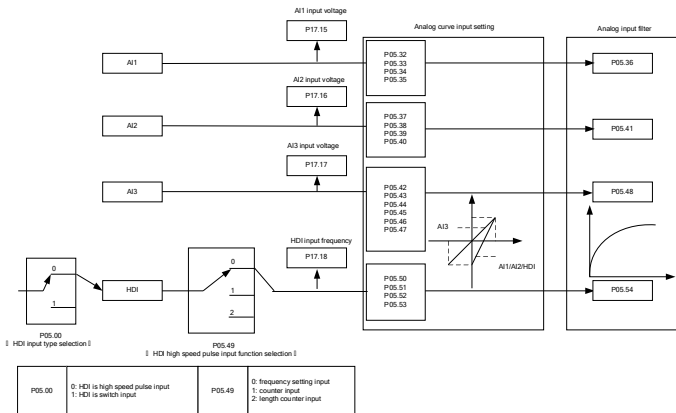 AI1 input voltage
Analog curve input setting
Analog input filter
P17.15
AI1
P05.32
P05.33
P05.34
P05.35
P05.36
AI2 input voltage
P17.16
AI2
P05.37
P05.38
P05.39
P05.40
P05.41
AI3 input voltage
P17.17
AI3
P05.42
P05.43
P05.44
P05.45
P05.46
P05.47
P05.48
AI3
AI1/AI2/HDI
HDI input frequency
P17.18
0
1
HDI
0
1
2
P05.50
P05.51
P05.52
P05.53
P05.54
P05.00
HDI input type selection
P05.49
HDI high speed pulse input function selection
P05.00
0: HDI is high speed pulse input
1: HDI is switch input
P05.49
0: frequency setting input
1: counter input
2: length counter input